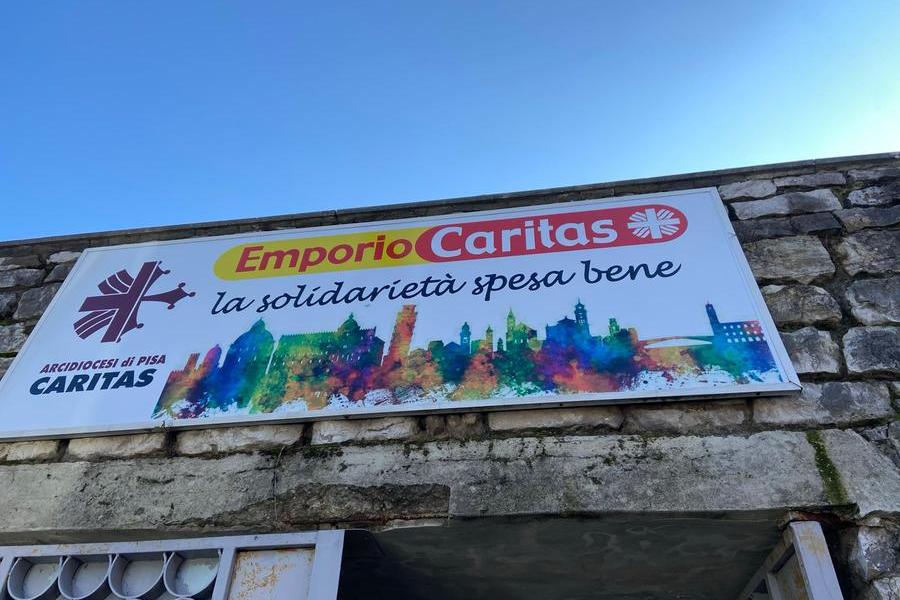 Emporio Caritas
la solidarietà spesa bene
ARCIDIOCESI di PISA
CARITAS